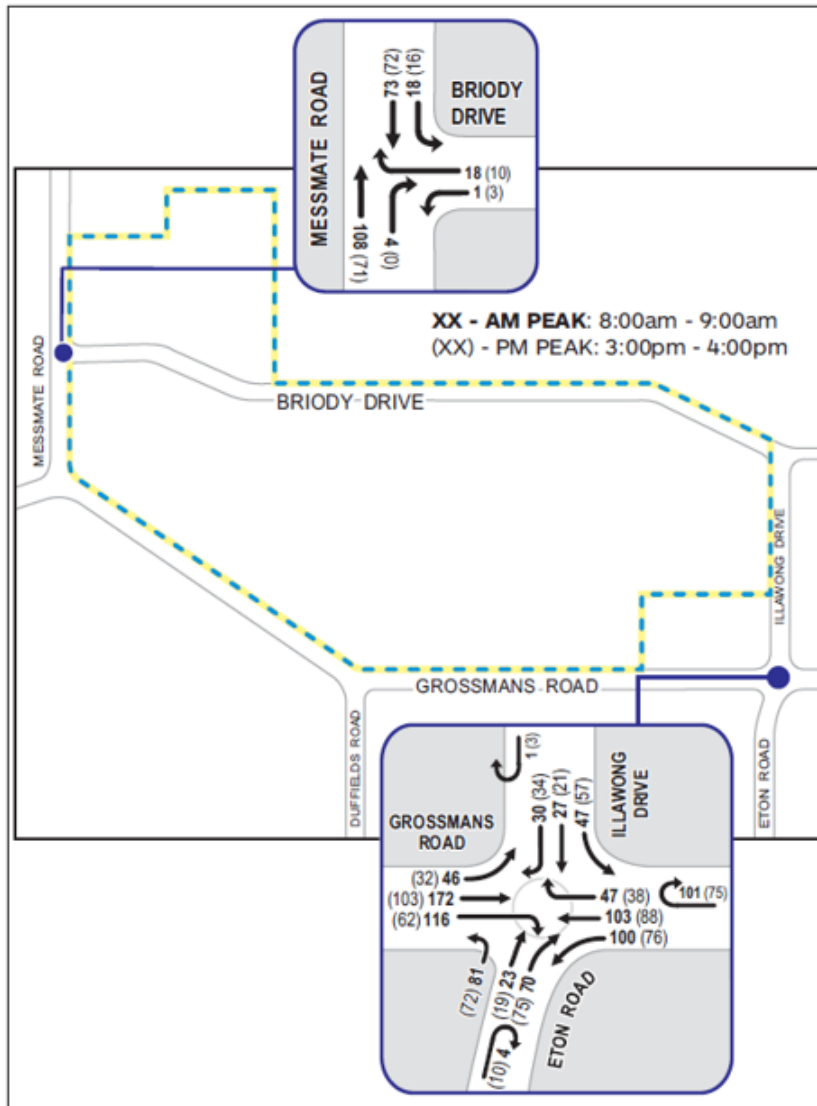 MESSMATE ROAD
73 (72)
18 (16)
BRIODY
DRIVE
18 (10)
1 (3)
108 (71)
4 (0)
XX - AM PEAK: 8:00am - 9:00am
(XX) - PM PEAK: 3:00pm - 4:00pm
MESSMATE ROAD
BRIODY DRIVE
ILLAWONG DRIVE
GROSSMANS ROAD
DUFFIELDS ROAD
ETON ROAD
1 (3)
30 (34)
27 (21)
47 (57)
ILLAWONG
DRIVE
GROSSMANS
ROAD
(32) 46
(103) 172
(62) 116
47 (38)
103 (88)
100 (76)
101 (75)
(72) 81
(19) 23
(75) 70
(10) 4
ETON ROAD